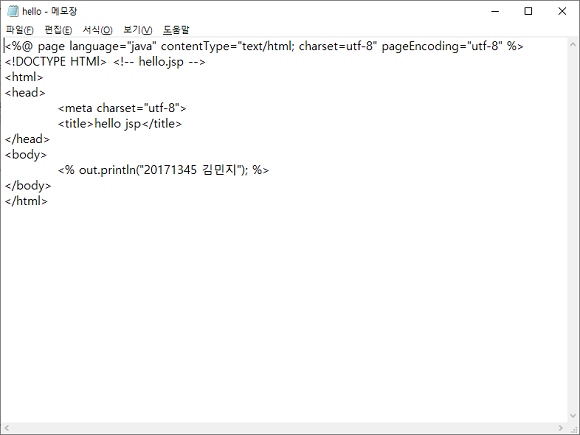 hello - 메모장
파일(F) 편집(E) 서식(O) 보기(V) 도움말
<%@ page language="java" contentType="text/html; charset=utf-8" pageEncoding="utf-8" %>
<!DOCTYPE HTMl> <!-- hello.jsp -->
<html>
<head>
<meta charset="utf-8">
<title>hello jsp</title>
</head>
<body>
<% out.println("20171345 김민지"); %>
</body>
</html>